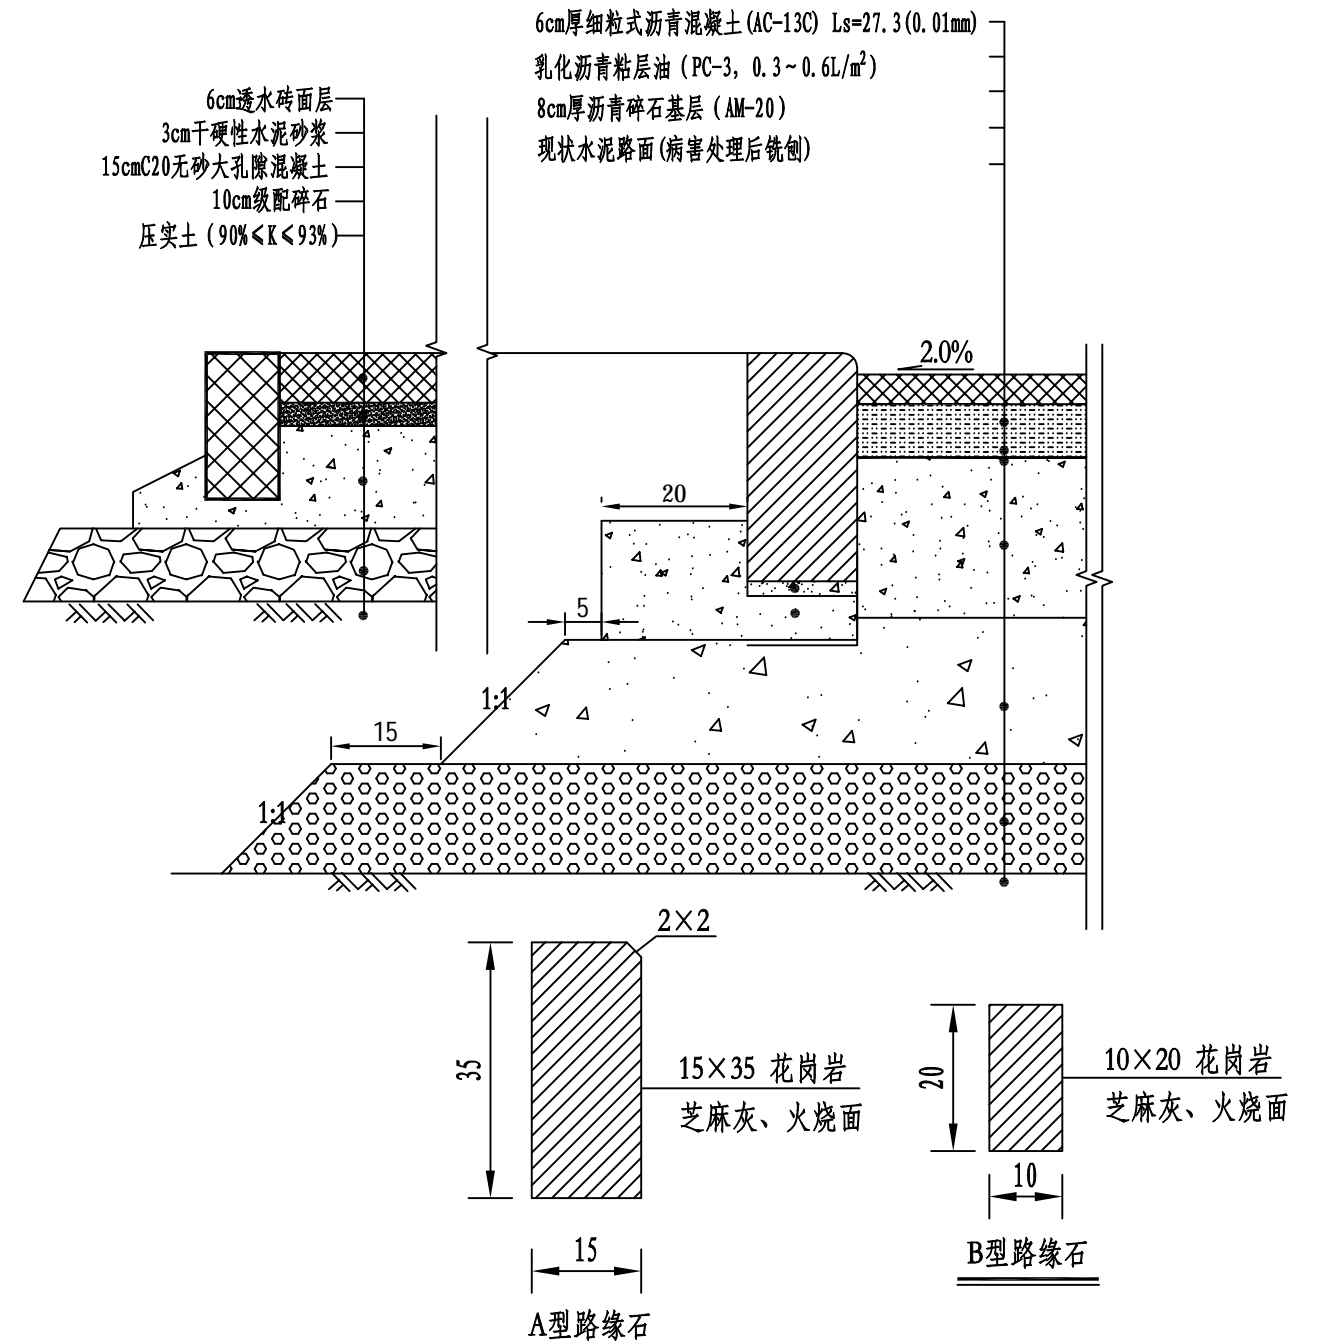 6cm厚细粒式沥青混凝土(AC-13C) Ls=27.3(0.01mm)
乳化沥青粘层油(PC-3, 0.3~0.6L/m²)
8cm厚沥青碎石基层(AM-20)
现状水泥路面(病害处理后铣刨)
6cm透水砖面层
3cm干硬性水泥砂浆
15cmC20无砂大孔隙混凝土
10cm级配碎石
压实土(90%≤K≤93%)
2.0%
20
5
1:1
15
1:1
2×2
35
15×35 花岗岩
芝麻灰、火烧面
15
A型路缘石
20
10×20 花岗岩
芝麻灰、火烧面
10
B型路缘石